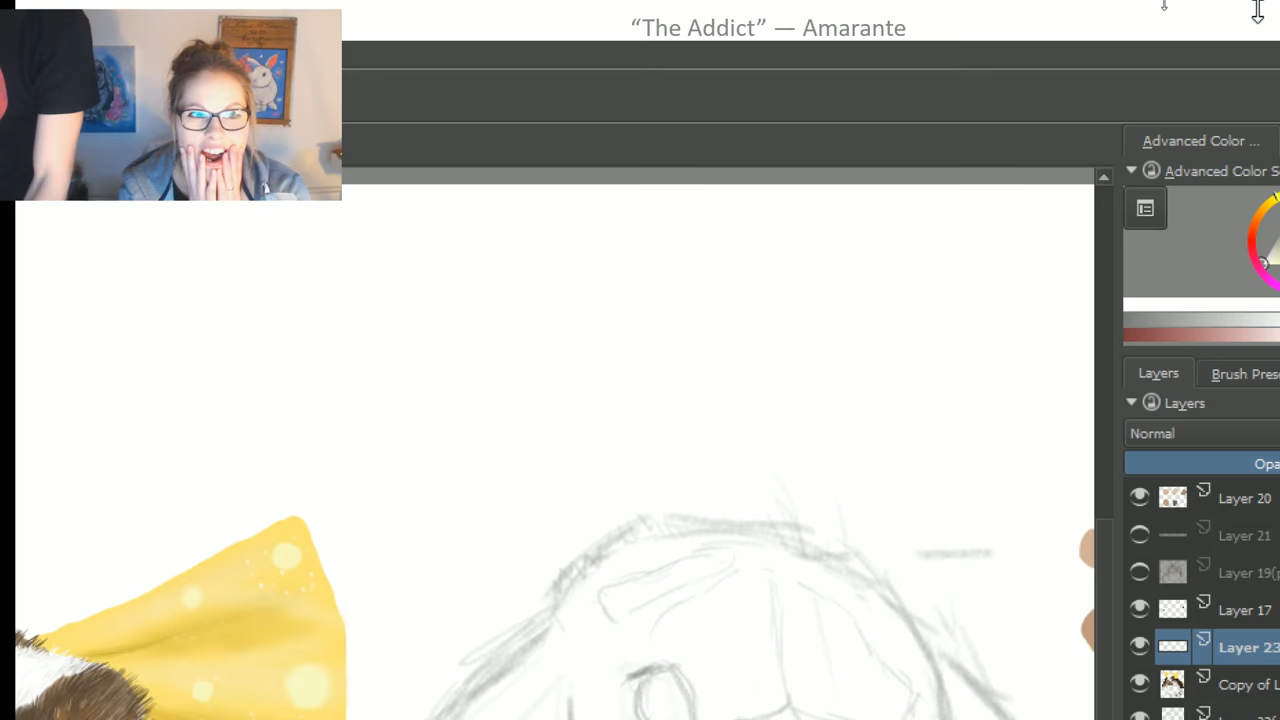 “The Addict” — Amarante
Advanced Color ...
Advanced Color S
Layers
Brush Prese
Layers
Normal
Opa
Layer 20
Layer 21
Layer 19(p
Layer 17
Layer 23
Copy of L